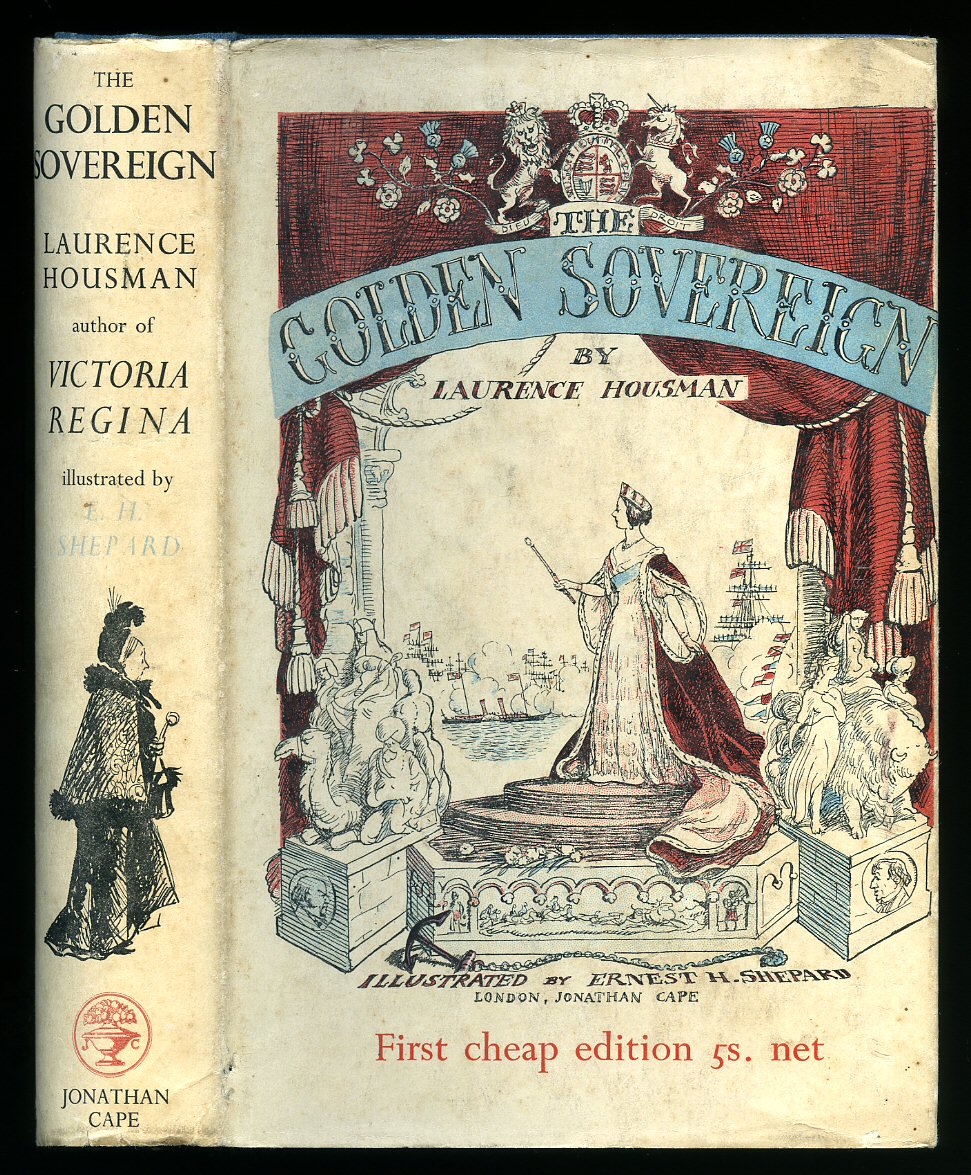 THE
GOLDEN
SOVEREIGN
LAURENCE
HOUSMAN
author of
VICTORIA
REGINA
illustrated by
E. H.
SHEPARD
J C
JONATHAN
CAPE
DIEU DROIT
THE
GOLDEN SOVEREIGN
BY
LAURENCE HOUSMAN
ILLUSTRATED BY ERNEST H. SHEPARD
LONDON, JONATHAN CAPE
First cheap edition 5s. net